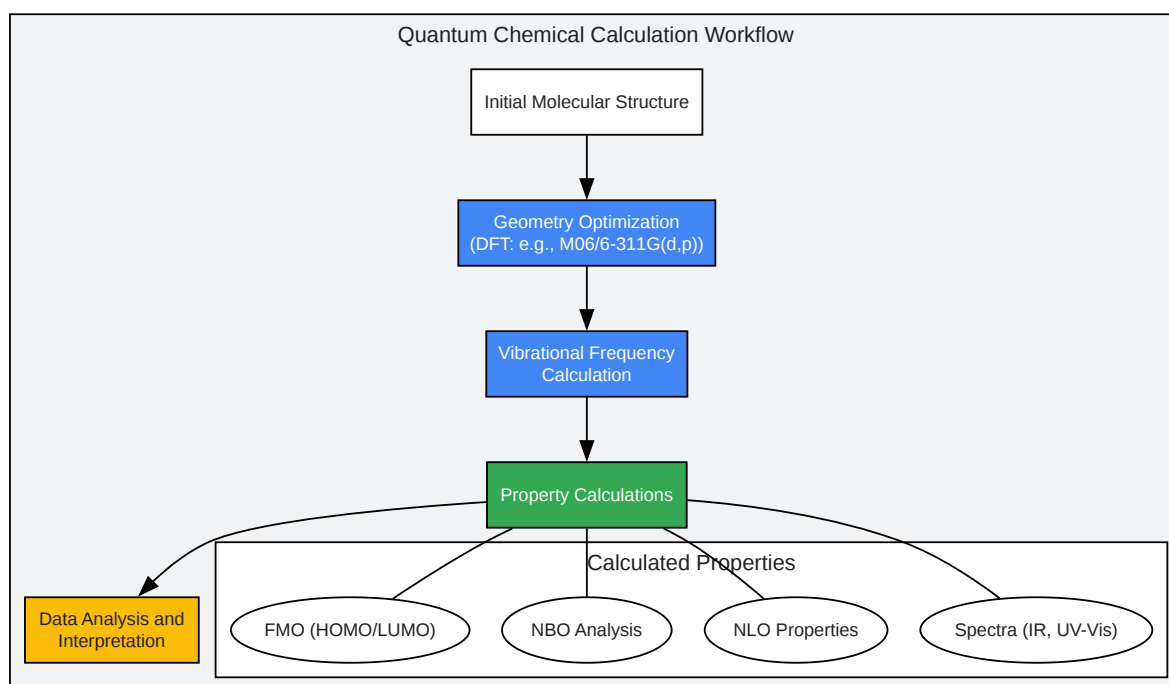 Quantum Chemical Calculation Workflow
Initial Molecular Structure
Geometry Optimization
(DFT: e.g., M06/6-311G(d,p))
Vibrational Frequency
Calculation
Property Calculations
Calculated Properties
Data Analysis and
Interpretation
FMO (HOMO/LUMO)
NBO Analysis
NLO Properties
Spectra (IR, UV-Vis)